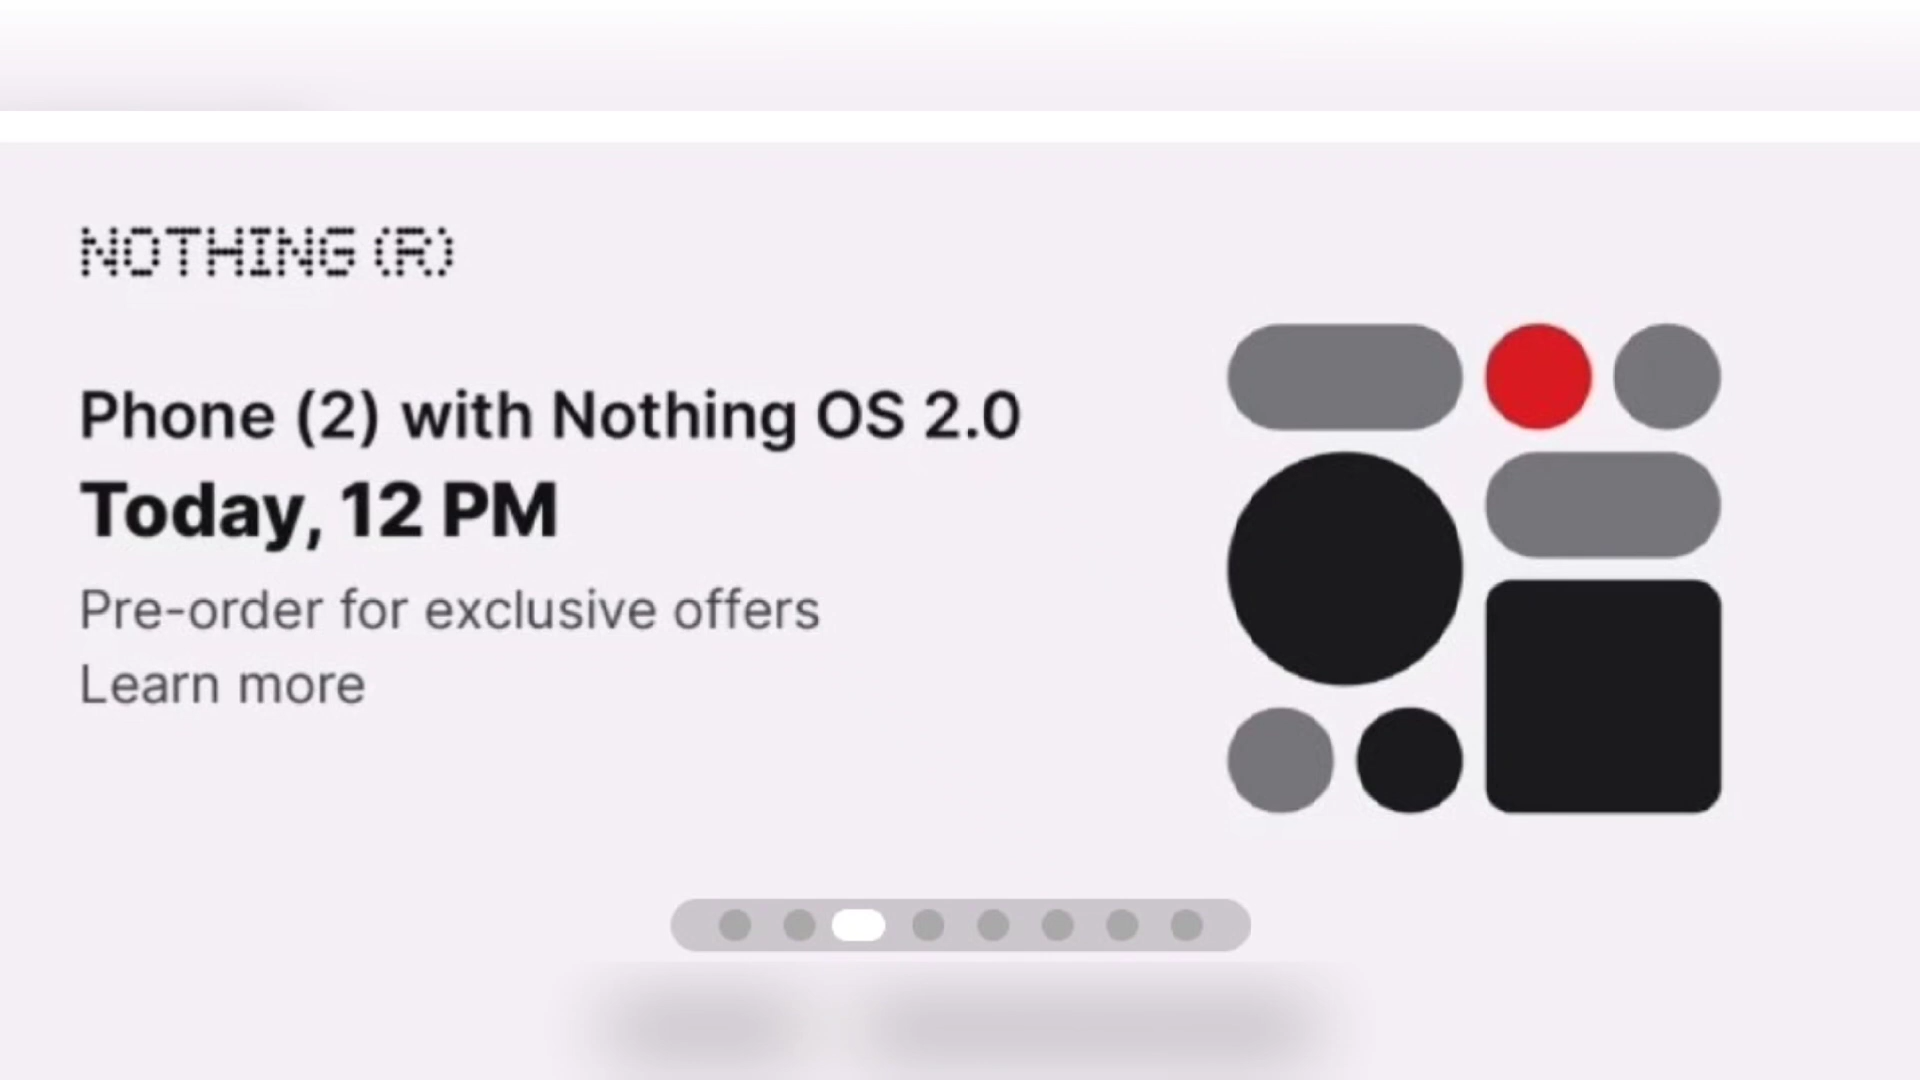 NOTHING (R)
Phone (2) with Nothing OS 2.0
Today, 12 PM
Pre-order for exclusive offers
Learn more